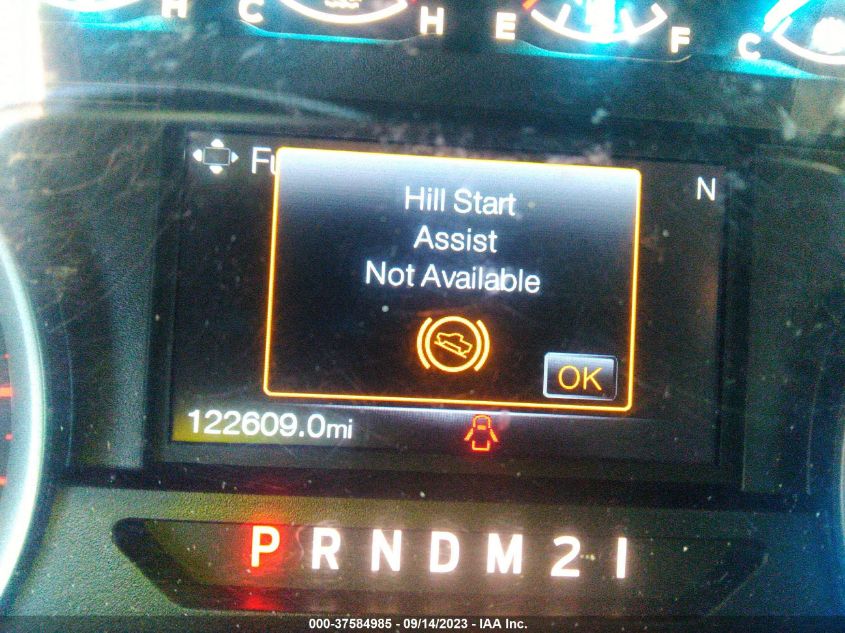 H C H E F C
Fu
N
Hill Start
Assist
Not Available
OK
122609.0mi
P R N D M 2 1
000-37584985 - 09/14/2023 - IAA Inc.